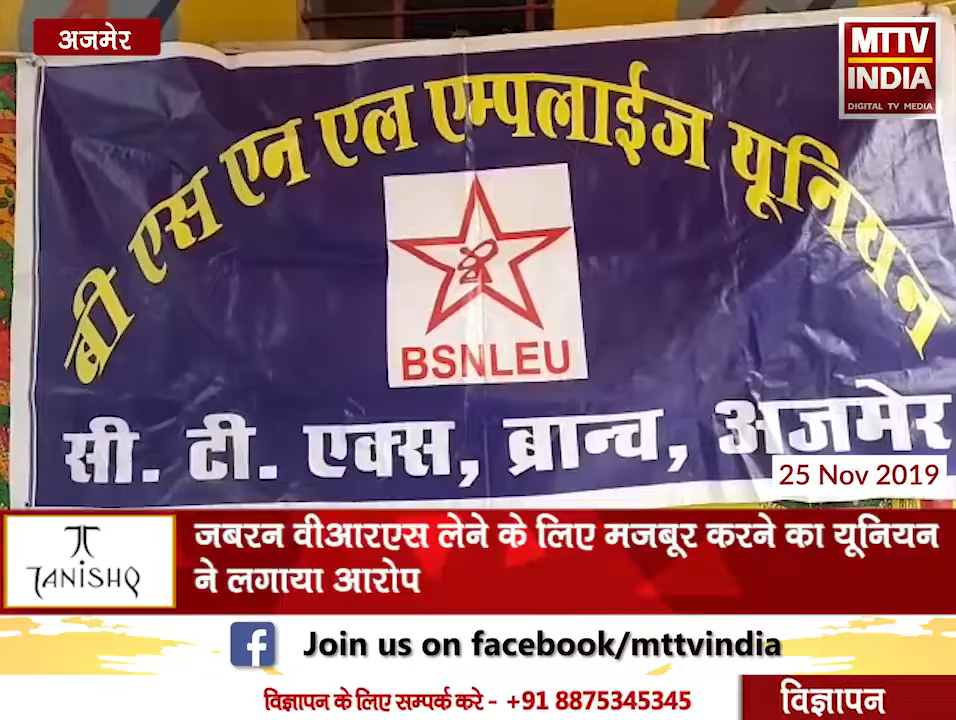 अजमेर
MTTV
INDIA
DIGITAL TV MEDIA
बी एस एन एल एम्पलाईज यूनियन
BSNLEU
सी. टी. एक्स, ब्रान्च, अजमेर
25 Nov 2019
TANISHQ
जबरन वीआरएस लेने के लिए मजबूर करने का यूनियन
ने लगाया आरोप
Join us on facebook/mttvindia
विज्ञापन के लिए सम्पर्क करे - +91 8875345345
विज्ञापन